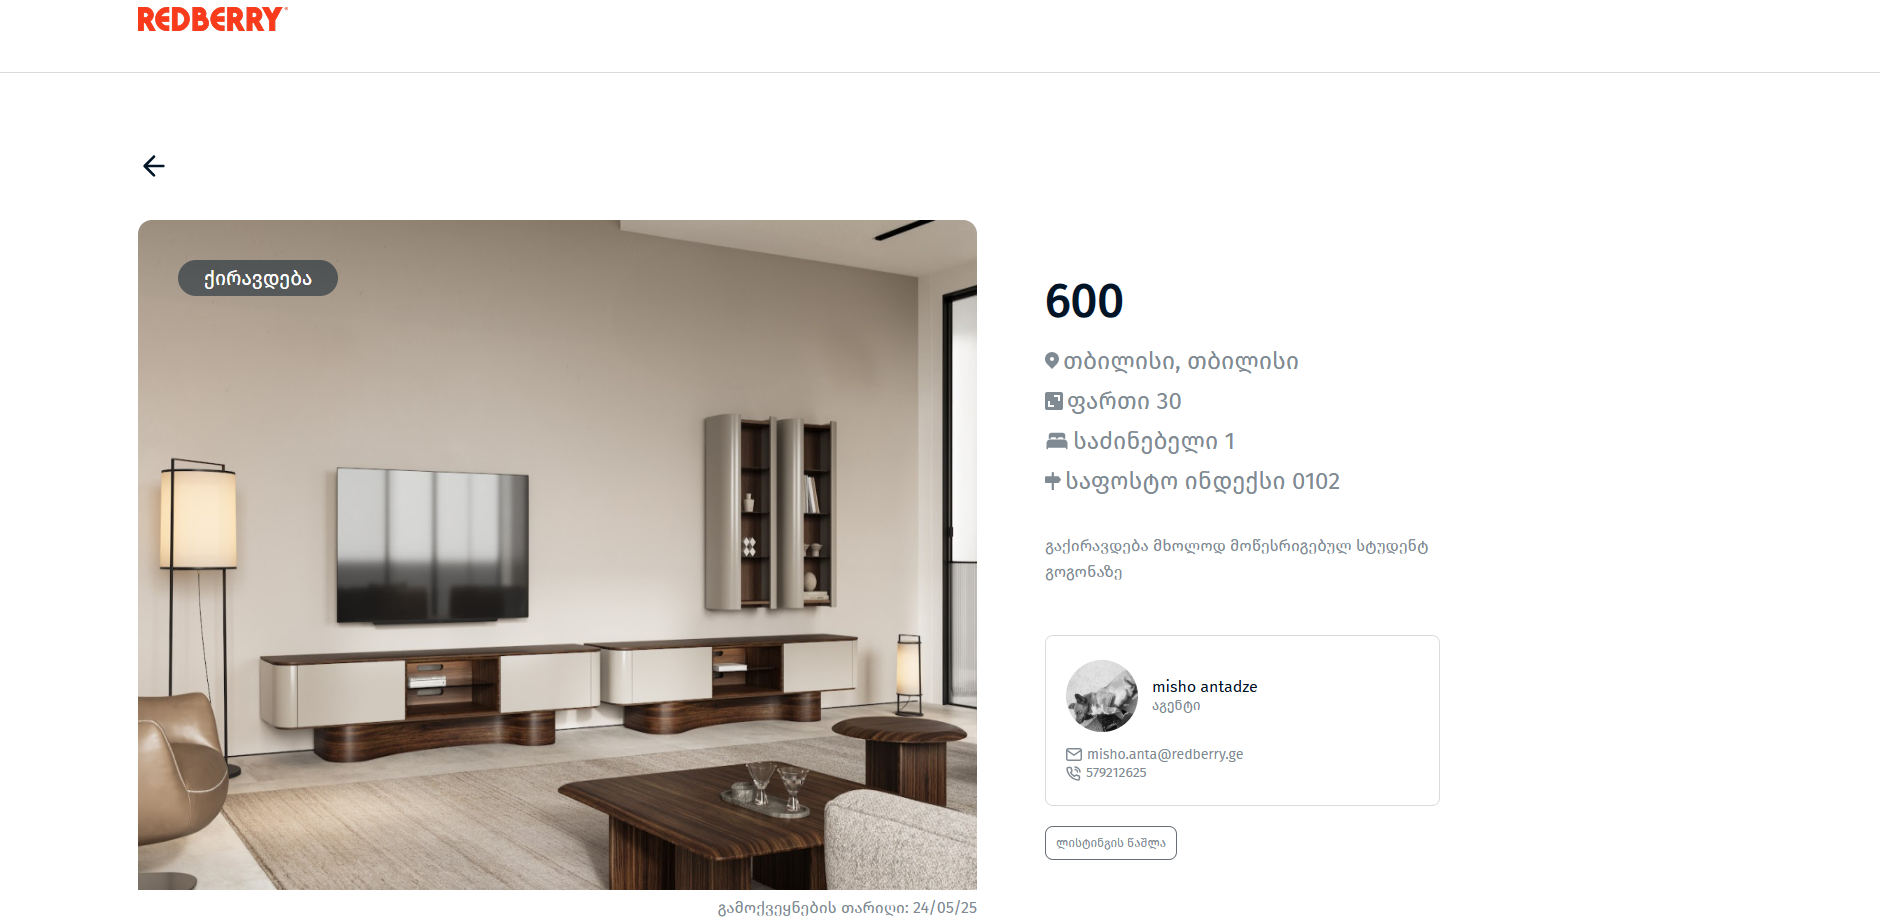 REDBERRY
ქირავდება
600
თბილისი, თბილისი
ფართი 30
საძინებელი 1
საფოსტო ინდექსი 0102
გაქირავდება მხოლოდ მოწესრიგებულ სტუდენტ
გოგონაზე
misho antadze
აგენტი
misho.anta@redberry.ge
579212625
ლისტინგის წაშლა
გამოქვეყნების თარიღი: 24/05/25